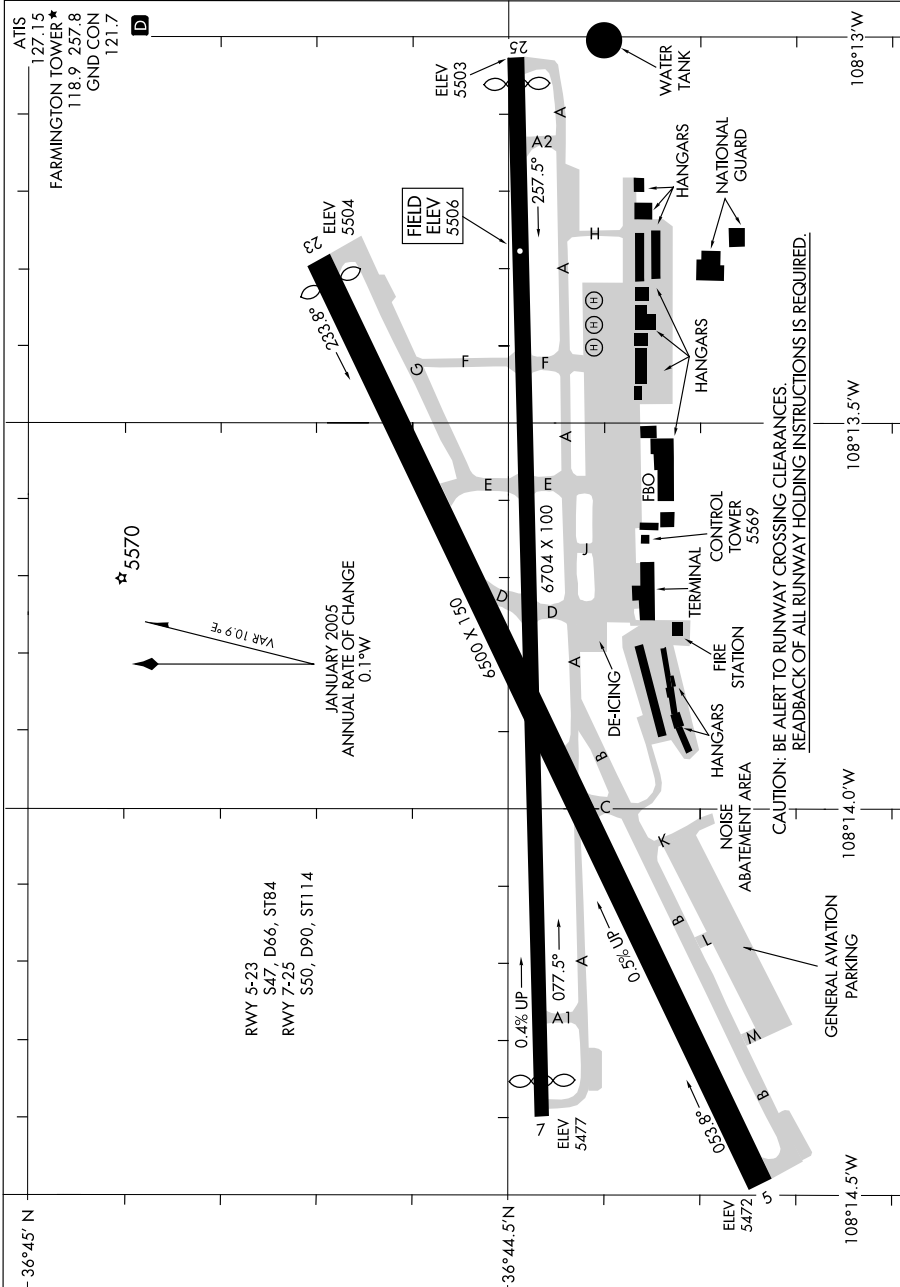 ATIS
127.15
FARMINGTON TOWER★
118.9 257.8
GND CON
121.7
D
36°45' N
5570
VAR 10.9°E
JANUARY 2005
ANNUAL RATE OF CHANGE
0.1°W
RWY 5-23
S47, D66, ST84
RWY 7-25
S50, D90, ST114
23
ELEV
5504
233.8°
FIELD
ELEV
5506
ELEV
5503
25
257.5°
A2
A
A
A
A
A
A1
G
F
F
E
E
D
D
H
H
H
H
J
B
B
B
C
K
L
M
6500 X 150
6704 X 100
36°44.5'N
0.4% UP
077.5°
7
ELEV
5477
0.5% UP
053.8°
5
ELEV
5472
DE-ICING
WATER
TANK
HANGARS
NATIONAL
GUARD
HANGARS
FBO
CONTROL
TOWER
5569
TERMINAL
FIRE
STATION
HANGARS
NOISE
ABATEMENT AREA
GENERAL AVIATION
PARKING
CAUTION: BE ALERT TO RUNWAY CROSSING CLEARANCES.
READBACK OF ALL RUNWAY HOLDING INSTRUCTIONS IS REQUIRED.
108°14.5'W
108°14.0'W
108°13.5'W
108°13'W